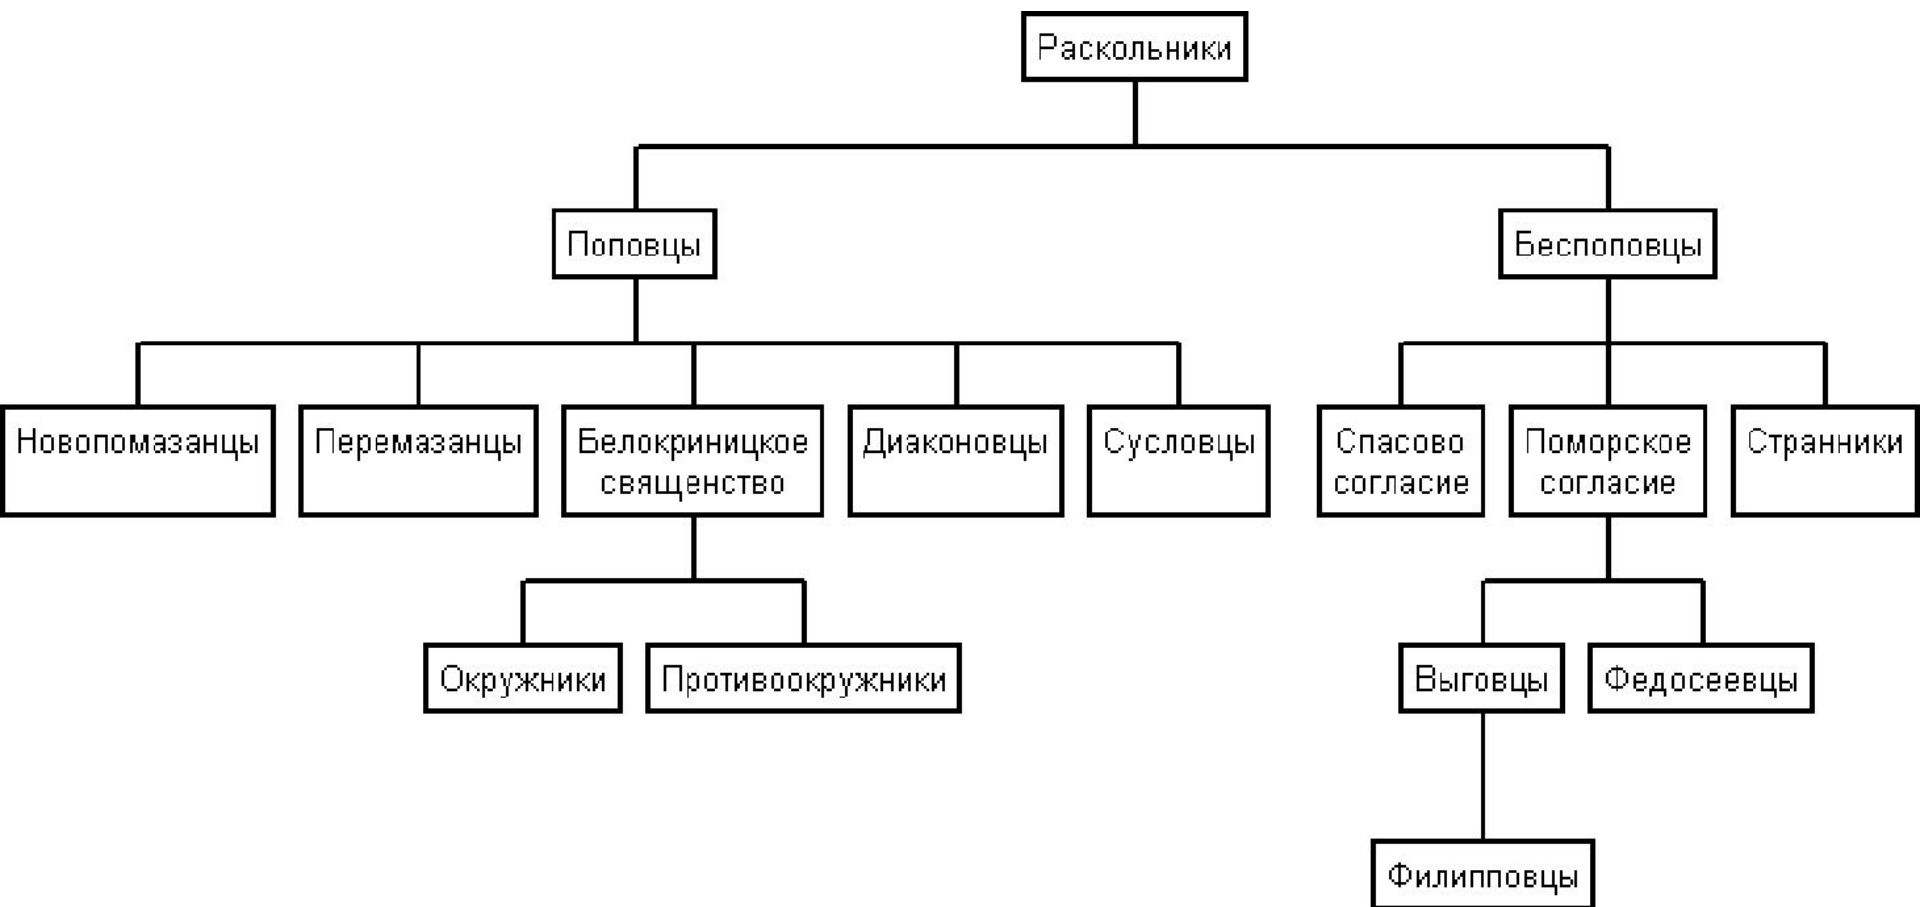 Раскольники
Поповцы
Беспоповцы
Новопомазанцы
Перемазанцы
Белокриницкое
священство
Диаконовцы
Сусловцы
Спасово
согласие
Поморское
согласие
Странники
Окружники
Противоокружники
Выговцы
Федосеевцы
Филипповцы